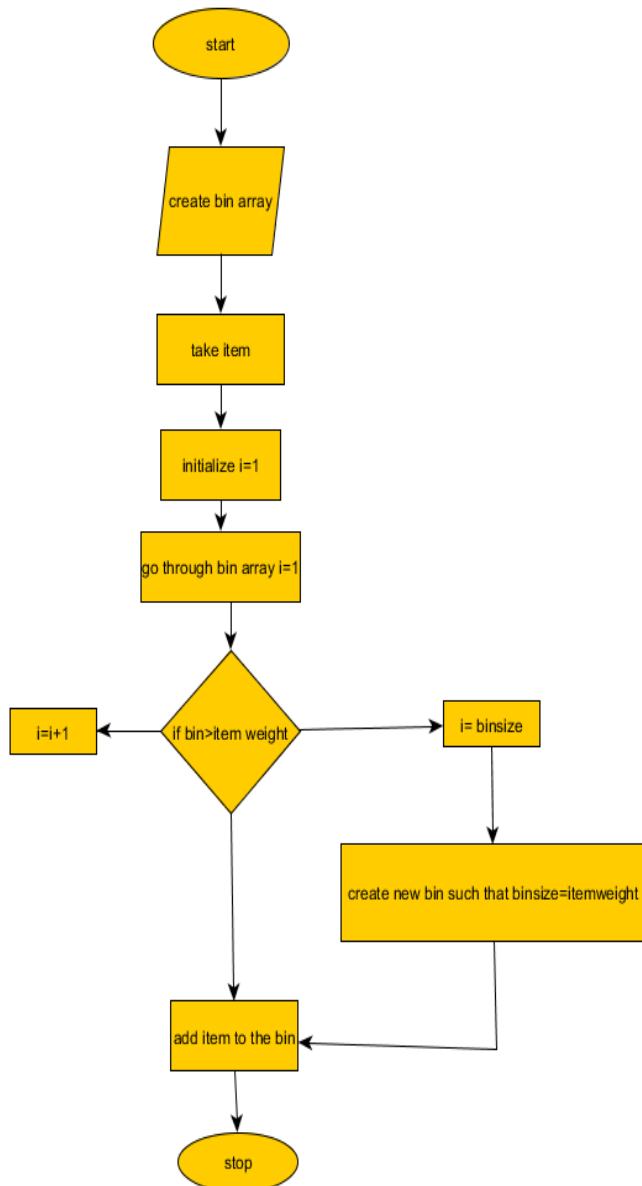 start
create bin array
take item
initialize i=1
go through bin array i=1
if bin>item weight
i=i+1
i= binsize
create new bin such that binsize=itemweight
add item to the bin
stop